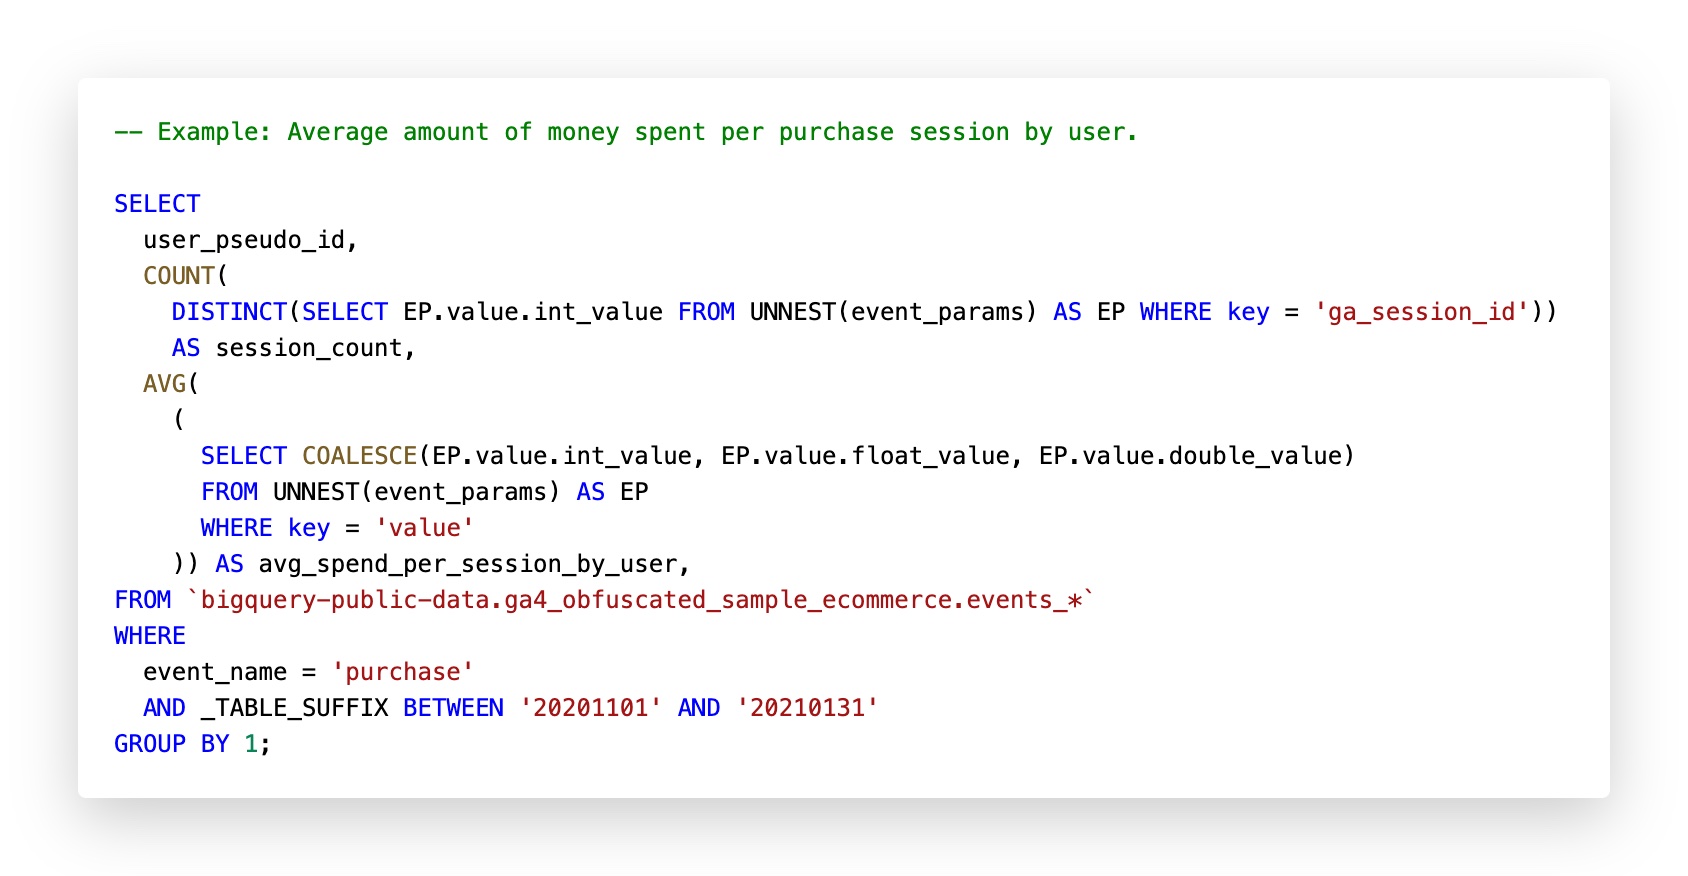 -- Example: Average amount of money spent per purchase session by user.

SELECT
  user_pseudo_id,
  COUNT(
    DISTINCT(SELECT EP.value.int_value FROM UNNEST(event_params) AS EP WHERE key = 'ga_session_id'))
    AS session_count,
  AVG(
    (
      SELECT COALESCE(EP.value.int_value, EP.value.float_value, EP.value.double_value)
      FROM UNNEST(event_params) AS EP
      WHERE key = 'value'
    )) AS avg_spend_per_session_by_user,
FROM `bigquery-public-data.ga4_obfuscated_sample_ecommerce.events_*`
WHERE
  event_name = 'purchase'
  AND _TABLE_SUFFIX BETWEEN '20201101' AND '20210131'
GROUP BY 1;